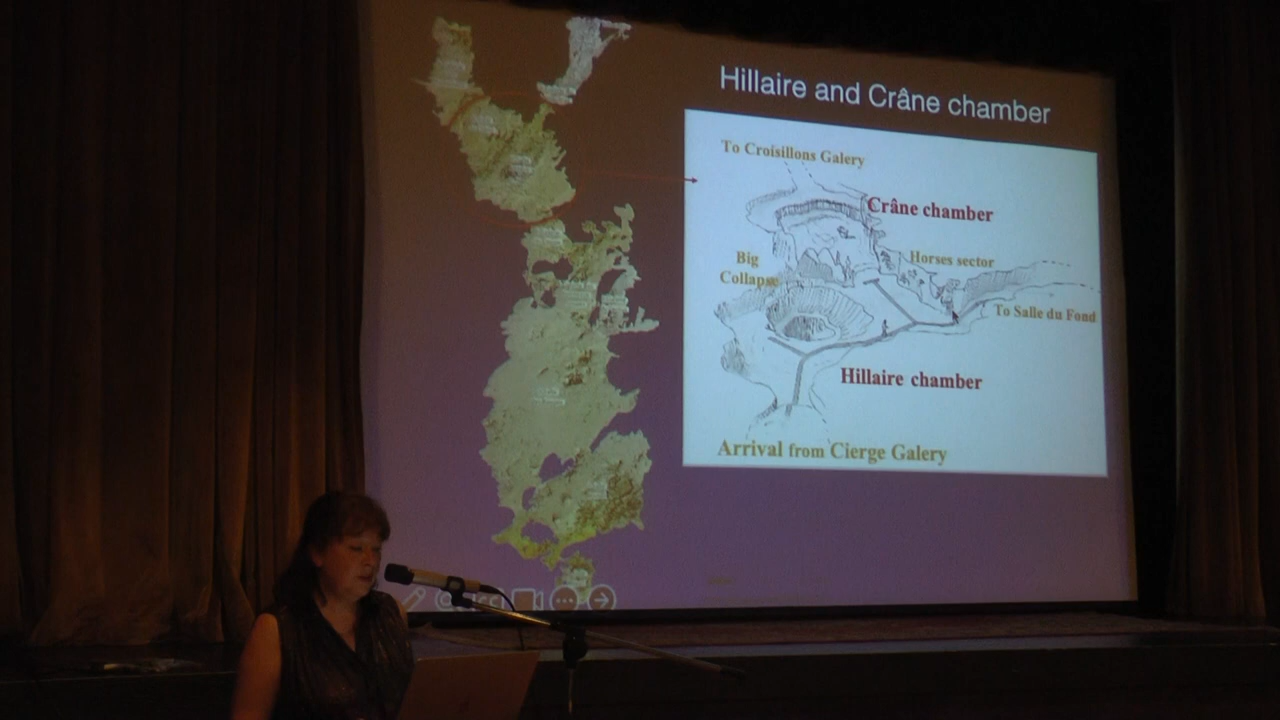 Hillaire and Crâne chamber
To Croisillons Galery
Crâne chamber
Big
Collapse
Horses sector
To Salle du Fond
Hillaire chamber
Arrival from Cierge Galery